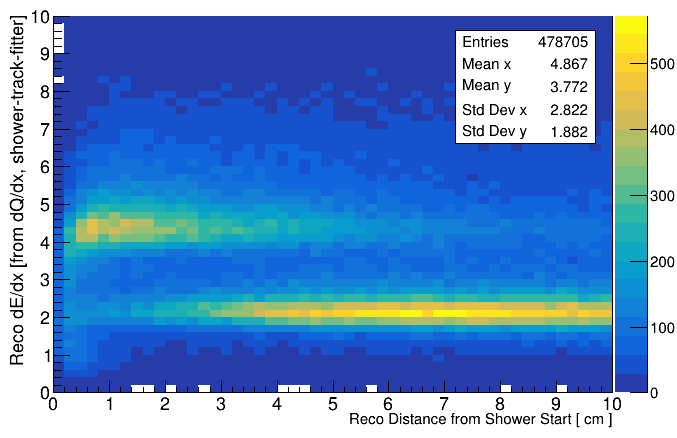 Reco dE/dx [from dQ/dx, shower-track-fitter]
10
9
8
7
6
5
4
3
2
1
0
Entries 478705
Mean x 4.867
Mean y 3.772
Std Dev x 2.822
Std Dev y 1.882
500
400
300
200
100
0
0 1 2 3 4 5 6 7 8 9 10
Reco Distance from Shower Start [ cm ]